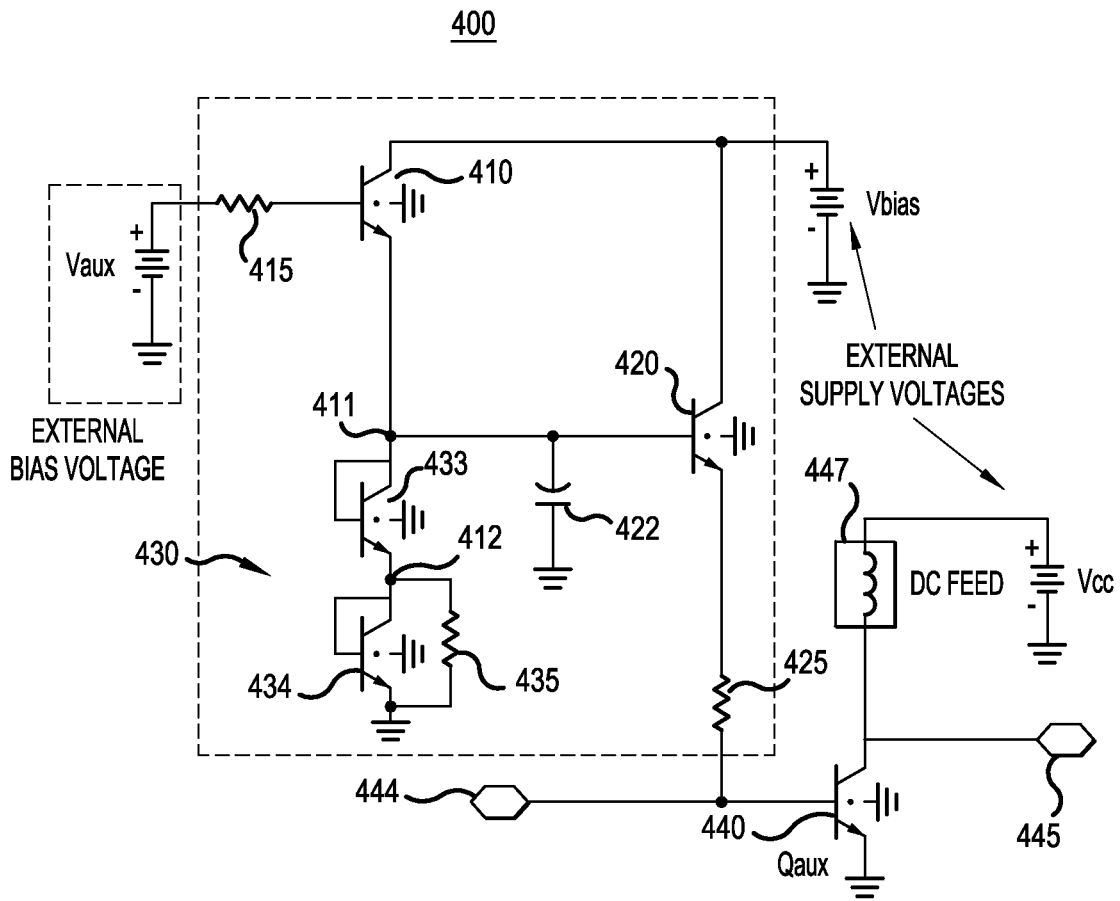 400
410
+
Vbias
-
+
Vaux
-
415
EXTERNAL
BIAS VOLTAGE
EXTERNAL
SUPPLY VOLTAGES
420
411
433
422
447
412
430
DC FEED
+
Vcc
-
434
435
425
444
440
Qaux
445